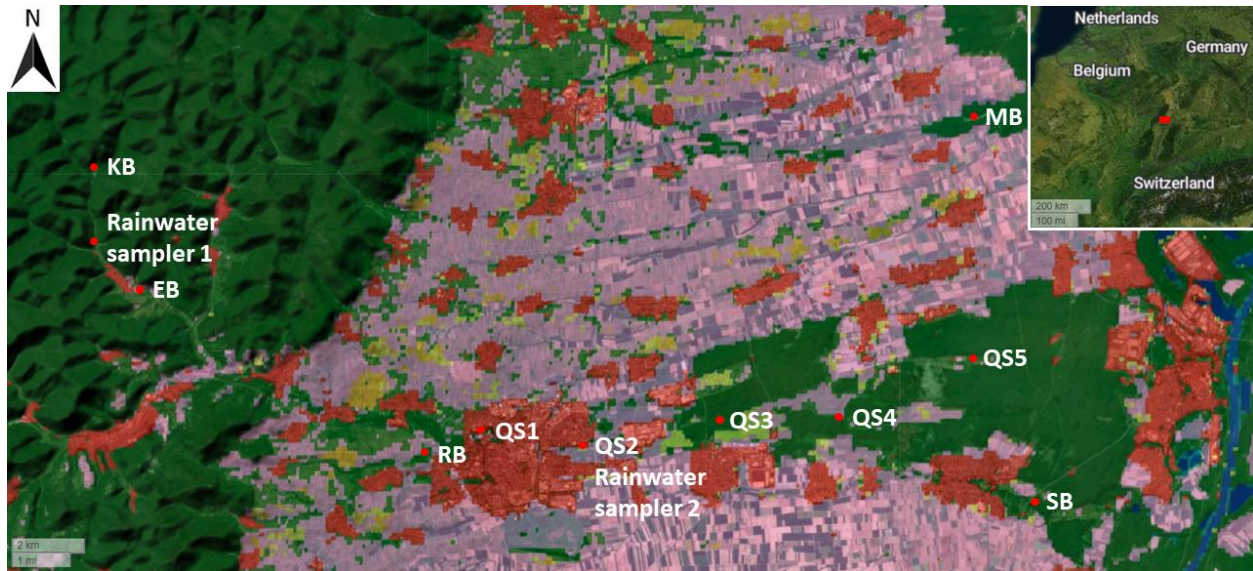 N
Netherlands
Germany
Belgium
Switzerland
200 km
100 mi
MB
KB
Rainwater
sampler 1
EB
QS5
QS3
QS4
QS1
QS2
RB
Rainwater
sampler 2
SB
2 km
1 mi